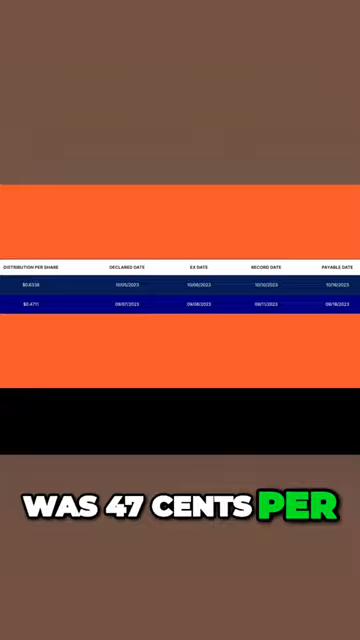 DISTRIBUTION PER SHARE DECLARED DATE EX DATE RECORD DATE PAYABLE DATE
$0.6338 10/05/2023 10/06/2023 10/10/2023 10/16/2023
$0.4711 09/07/2023 09/08/2023 09/11/2023 09/18/2023
WAS 47 CENTS PER